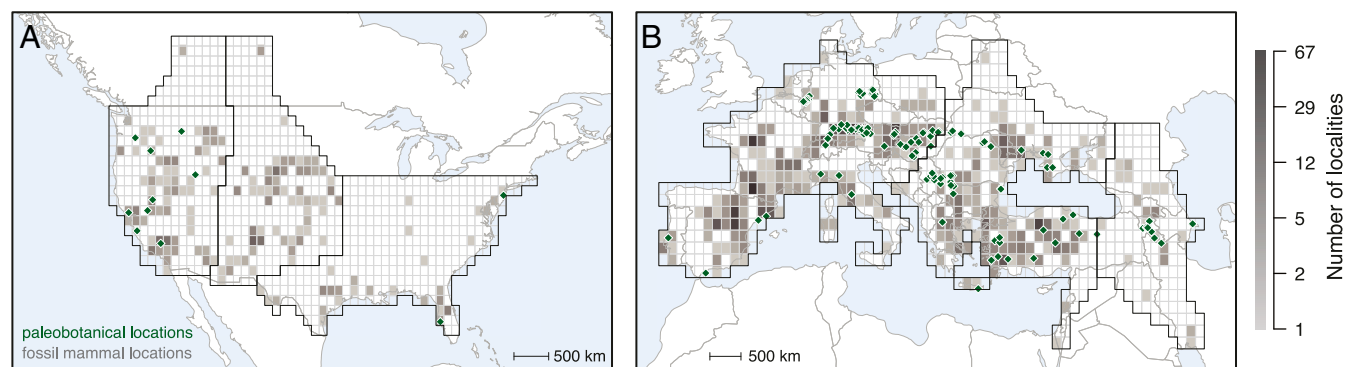 A
paleobotanical locations
fossil mammal locations
500 km
B
500 km
67
29
12
5
2
1
Number of localities